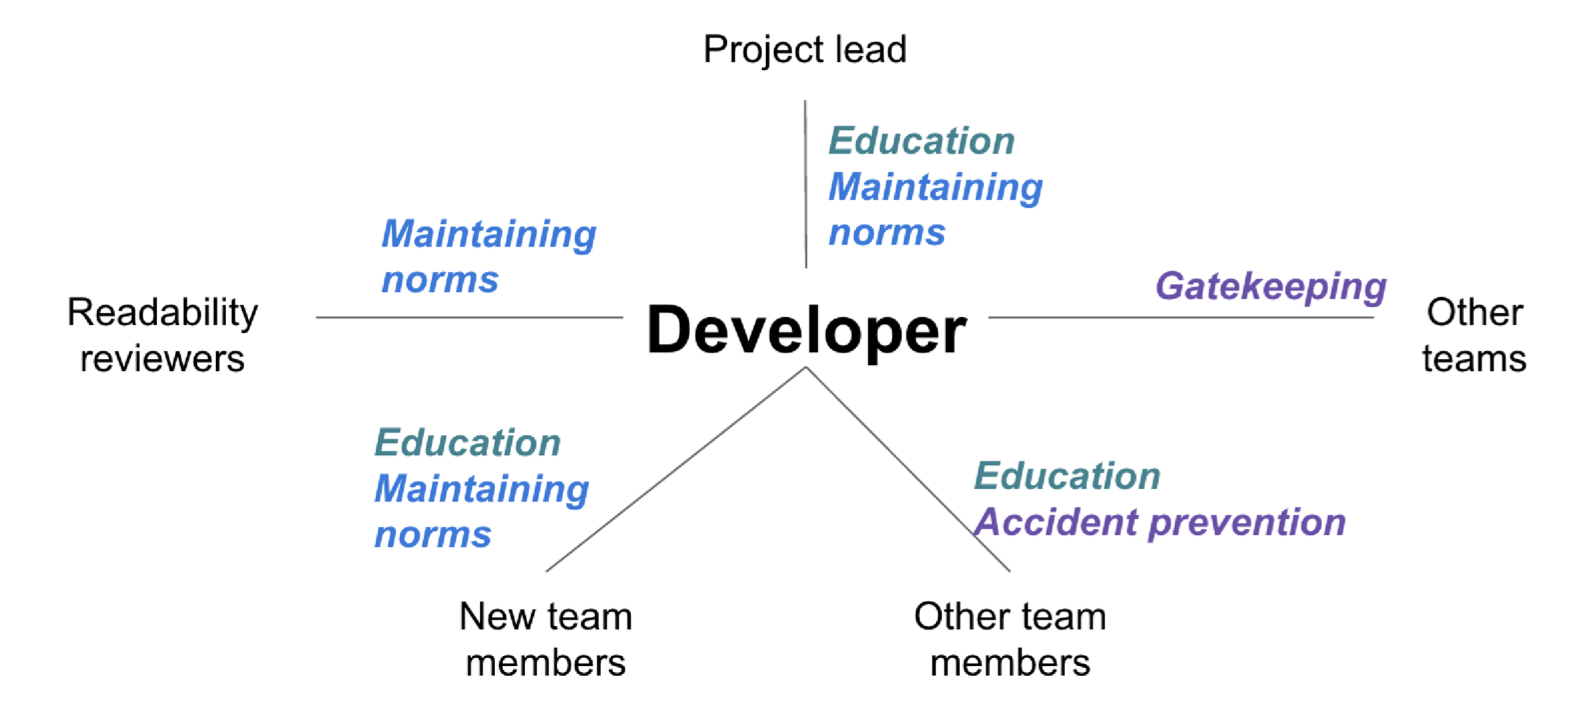 Project lead
Education
Maintaining
norms
Maintaining
norms
Gatekeeping
Readability
reviewers
Developer
Other
teams
Education
Maintaining
norms
Education
Accident prevention
New team
members
Other team
members